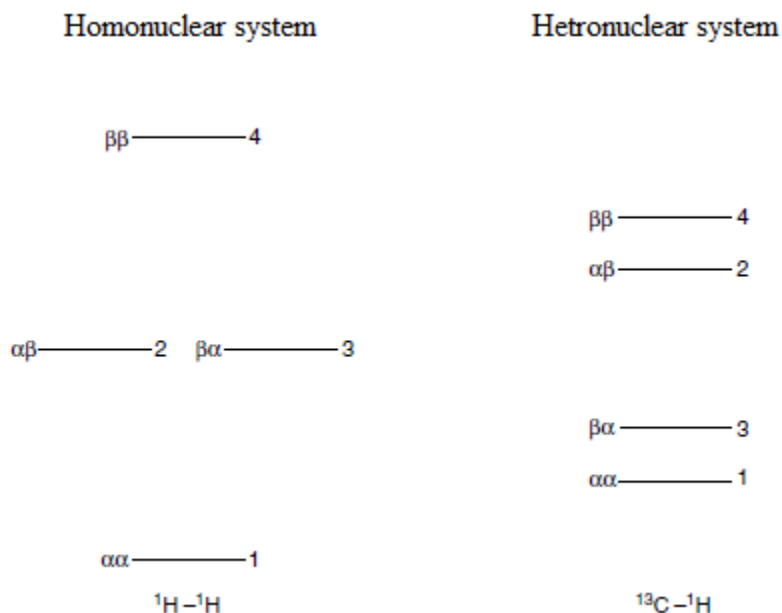 Homonuclear system
Hetronuclear system
ββ 4
ββ 4
αβ 2
αβ 2 βα 3
βα 3
αα 1
αα 1
¹H–¹H
¹³C–¹H